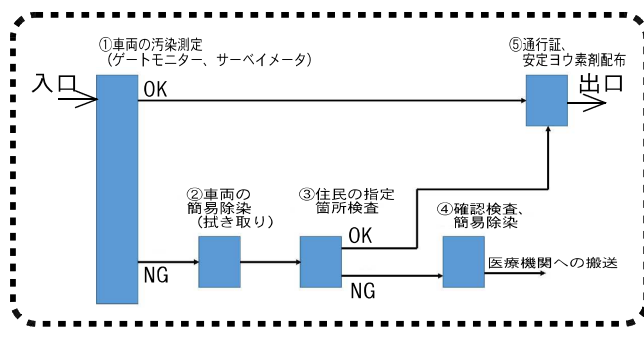 ①車両の汚染測定
（ゲートモニター、サーベイメータ）
⑤通行証、
安定ヨウ素剤配布
入口
OK
出口
②車両の
簡易除染
（拭き取り）
③住民の指定
箇所検査
④確認検査、
簡易除染
OK
NG
NG
医療機関への搬送